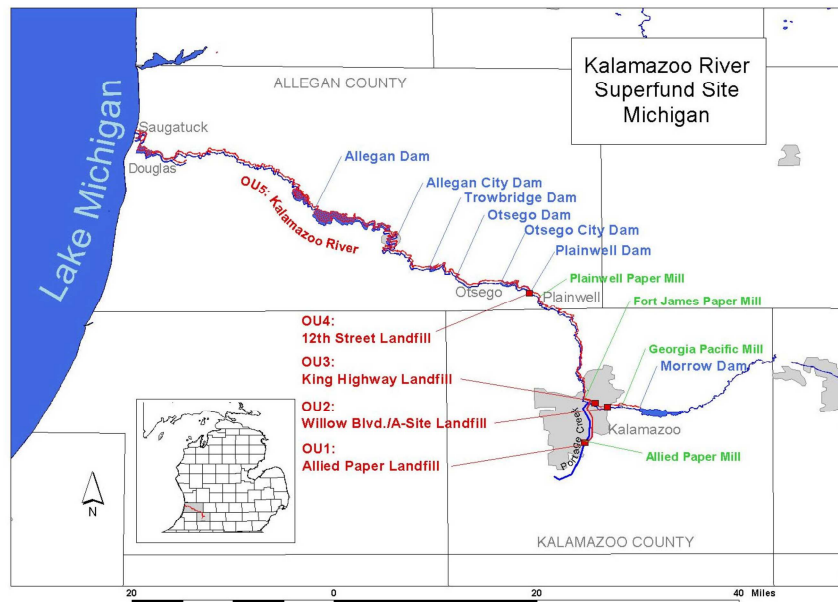 Kalamazoo River
Superfund Site
Michigan
ALLEGAN COUNTY
Lake Michigan
Saugatuck
Douglas
Allegan Dam
OU5: Kalamazoo River
Allegan City Dam
Trowbridge Dam
Otsego Dam
Otsego City Dam
Plainwell Dam
Plainwell Paper Mill
Otsego
Plainwell
Fort James Paper Mill
OU4:
12th Street Landfill
Georgia Pacific Mill
OU3:
King Highway Landfill
Morrow Dam
OU2:
Willow Blvd./A-Site Landfill
Kalamazoo
Portage Creek
OU1:
Allied Paper Landfill
Allied Paper Mill
N
KALAMAZOO COUNTY
20 0 20 40 Miles